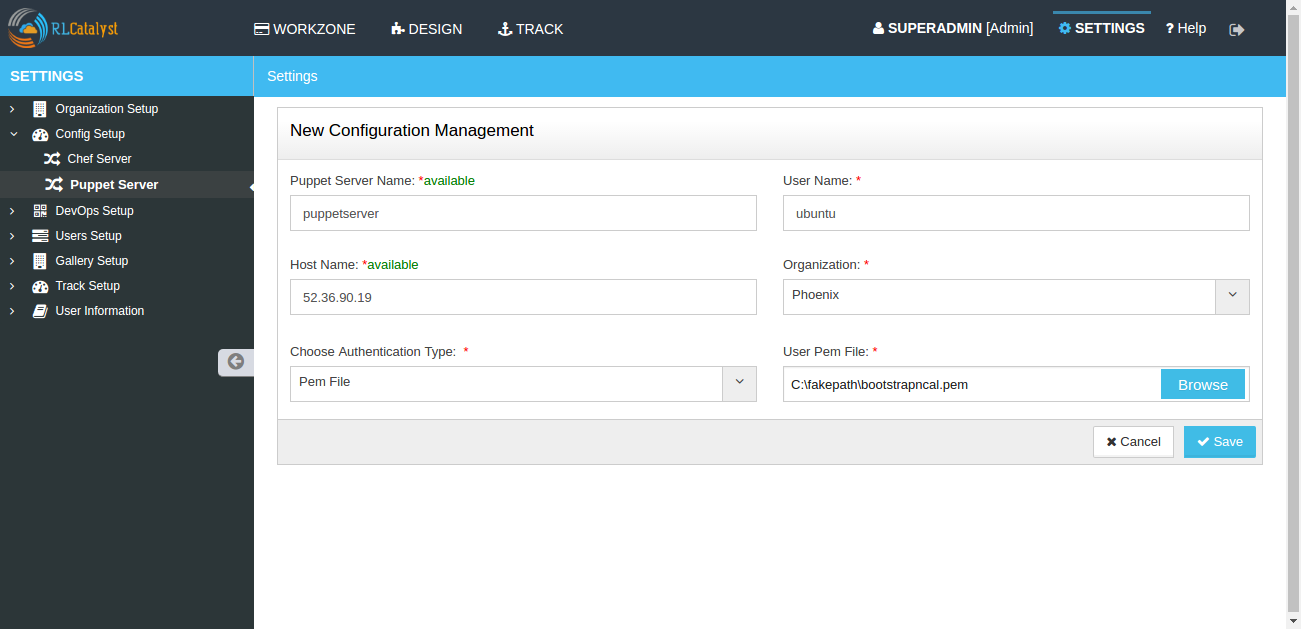 RLCatalyst
WORKZONE DESIGN TRACK SUPERADMIN [Admin] SETTINGS ? Help
SETTINGS
Settings
Organization Setup
Config Setup
Chef Server
Puppet Server
DevOps Setup
Users Setup
Gallery Setup
Track Setup
User Information
New Configuration Management
Puppet Server Name: *available
puppetserver
User Name: *
ubuntu
Host Name: *available
52.36.90.19
Organization: *
Phoenix
Choose Authentication Type: *
Pem File
User Pem File: *
C:\fakepath\bootstrapncal.pem Browse
Cancel Save